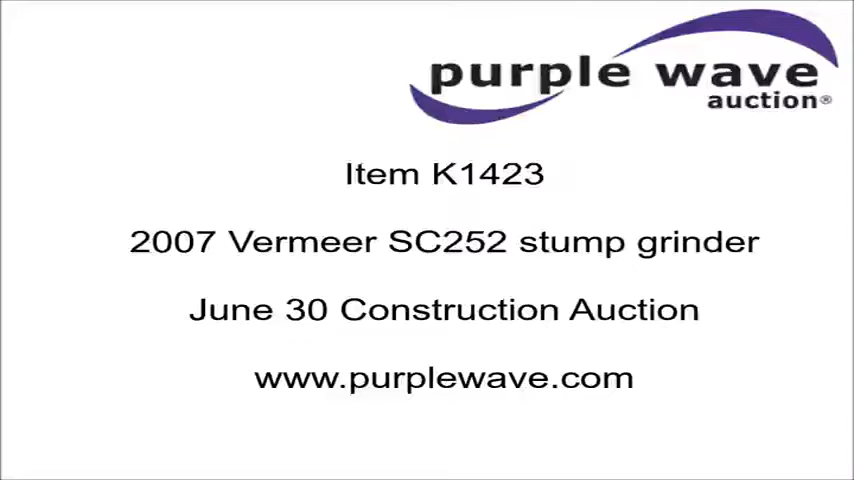 purple wave
auction®
Item K1423
2007 Vermeer SC252 stump grinder
June 30 Construction Auction
www.purplewave.com